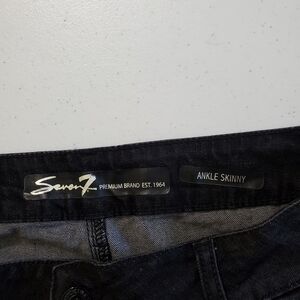 Seven7 PREMIUM BRAND EST. 1964
ANKLE SKINNY